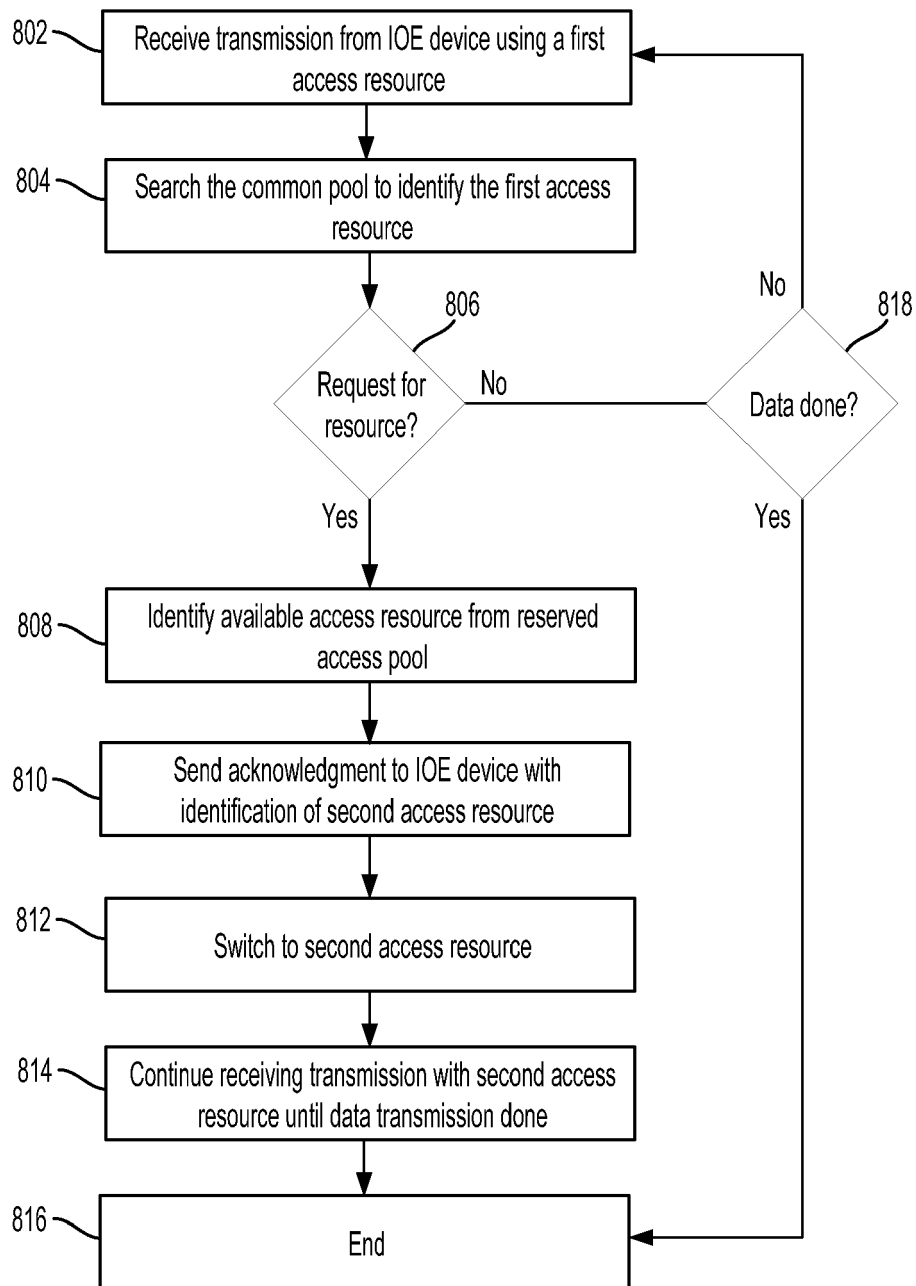 802
Receive transmission from IOE device using a first
access resource
804
Search the common pool to identify the first access
resource
806
Request for
resource?
No
Yes
No
818
Data done?
Yes
808
Identify available access resource from reserved
access pool
810
Send acknowledgment to IOE device with
identification of second access resource
812
Switch to second access resource
814
Continue receiving transmission with second access
resource until data transmission done
816
End